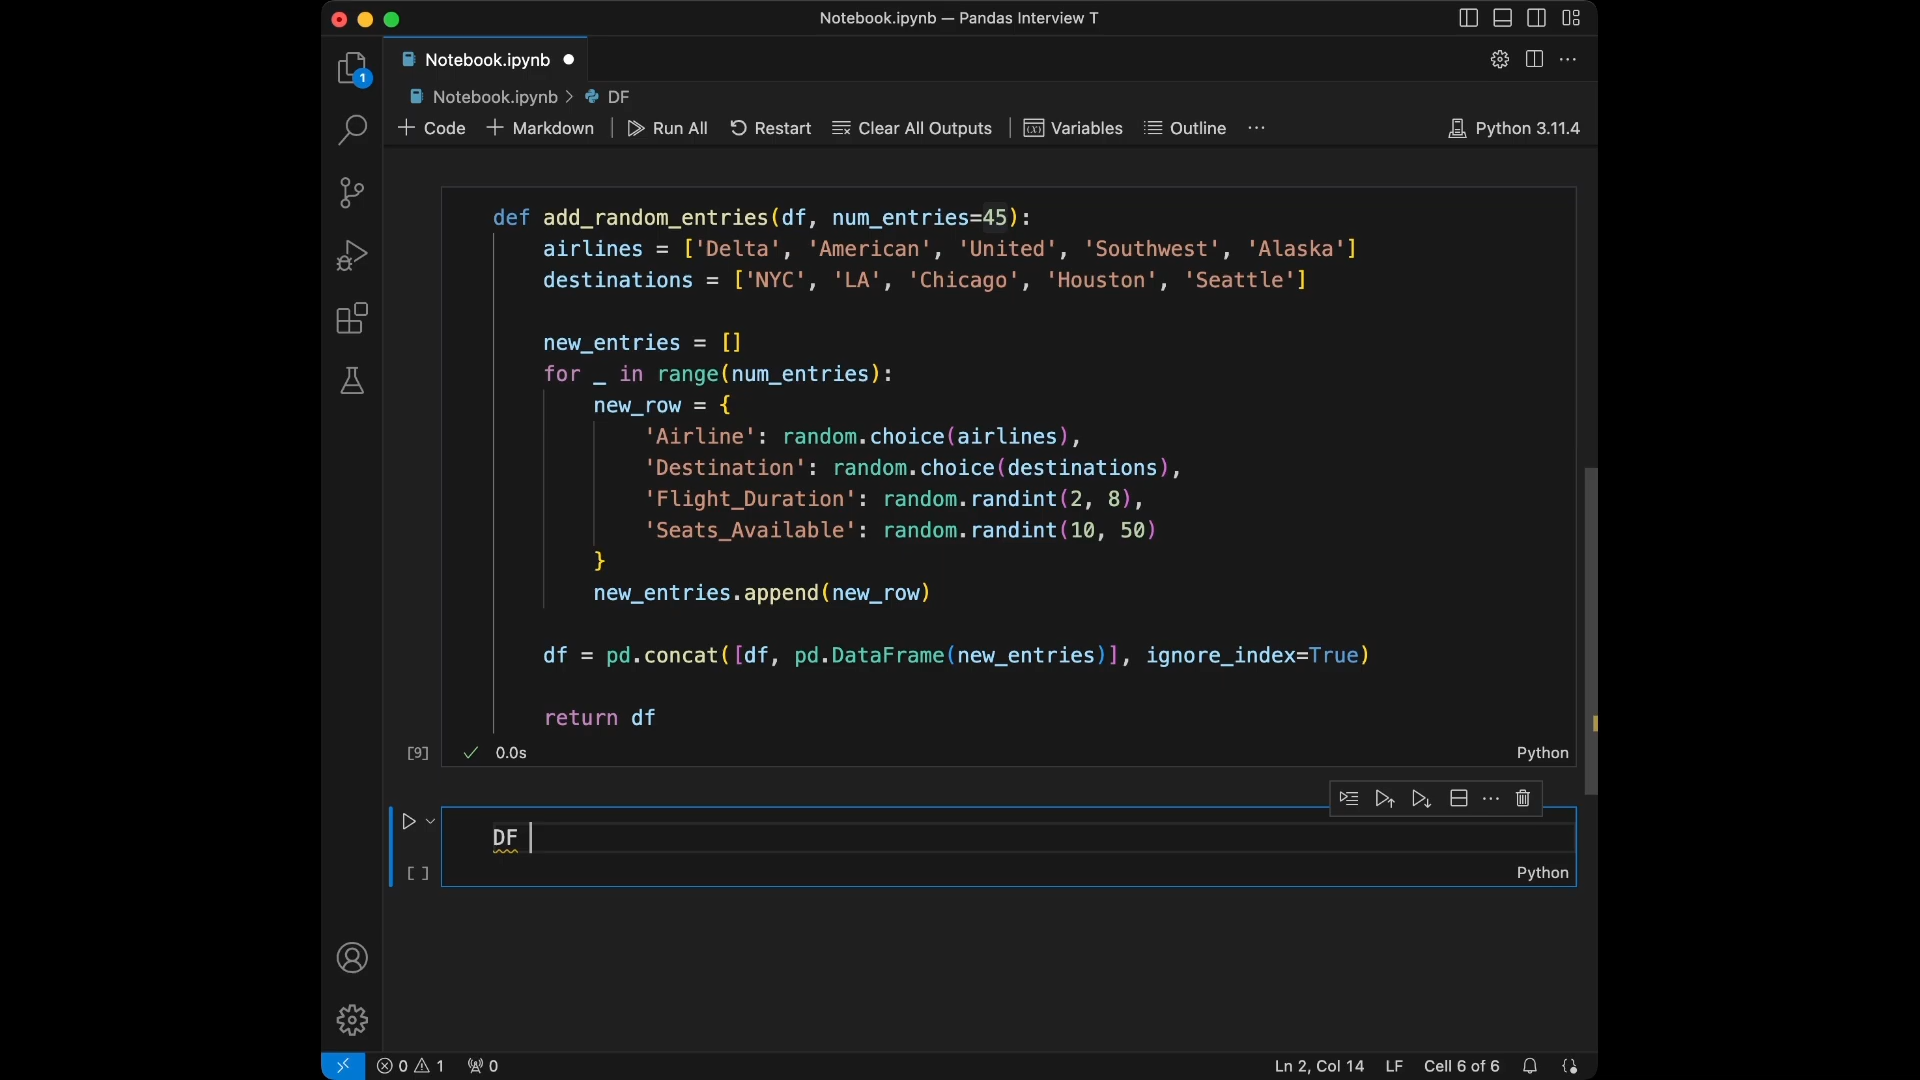 Notebook.ipynb — Pandas Interview T
Notebook.ipynb
1
Notebook.ipynb > DF
Code Markdown Run All Restart Clear All Outputs Variables Outline ... Python 3.11.4
def add_random_entries(df, num_entries=45):
airlines = ['Delta', 'American', 'United', 'Southwest', 'Alaska']
destinations = ['NYC', 'LA', 'Chicago', 'Houston', 'Seattle']
new_entries = []
for _ in range(num_entries):
new_row = {
'Airline': random.choice(airlines),
'Destination': random.choice(destinations),
'Flight_Duration': random.randint(2, 8),
'Seats_Available': random.randint(10, 50)
}
new_entries.append(new_row)
df = pd.concat([df, pd.DataFrame(new_entries)], ignore_index=True)
return df
[9] 0.0s Python
DF
[ ] Python
0 1 0 Ln 2, Col 14 LF Cell 6 of 6